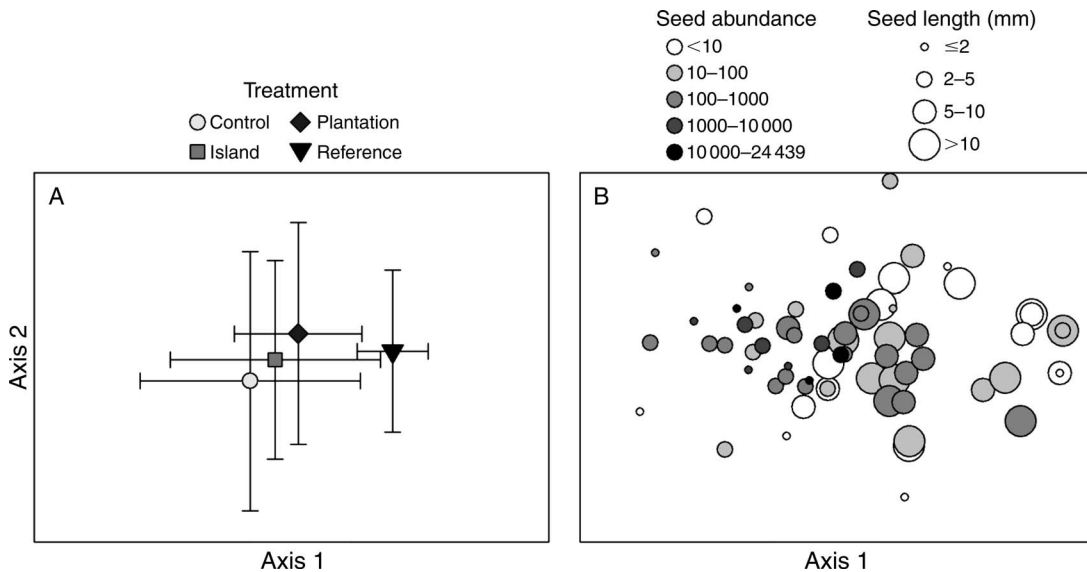 Treatment
Control Plantation
Island Reference
Seed abundance
<10
10–100
100–1000
1000–10 000
10 000–24 439
Seed length (mm)
≤2
2–5
5–10
>10
A
Axis 2
Axis 1
B
Axis 1